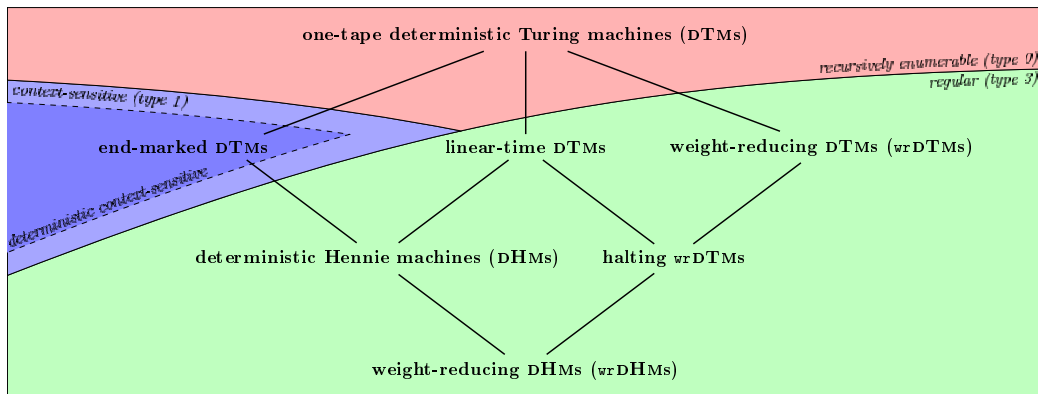 one-tape deterministic Turing machines (DTMs)
recursively enumerable (type 0)
regular (type 3)
context-sensitive (type 1)
end-marked DTMs
linear-time DTMs
weight-reducing DTMs (wrDTMs)
deterministic context-sensitive
deterministic Hennie machines (DHMs)
halting wrDTMs
weight-reducing DHMs (wrDHMs)